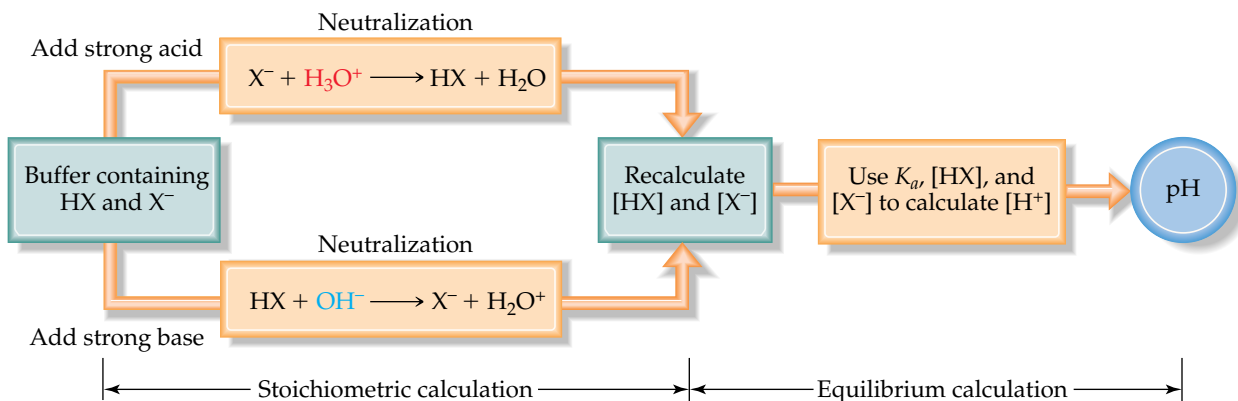 Neutralization
Add strong acid
X⁻ + H₃O⁺ ⟶ HX + H₂O
Buffer containing
HX and X⁻
Recalculate
[HX] and [X⁻]
Use Kₐ, [HX], and
[X⁻] to calculate [H⁺]
pH
Neutralization
HX + OH⁻ ⟶ X⁻ + H₂O⁺
Add strong base
Stoichiometric calculation
Equilibrium calculation